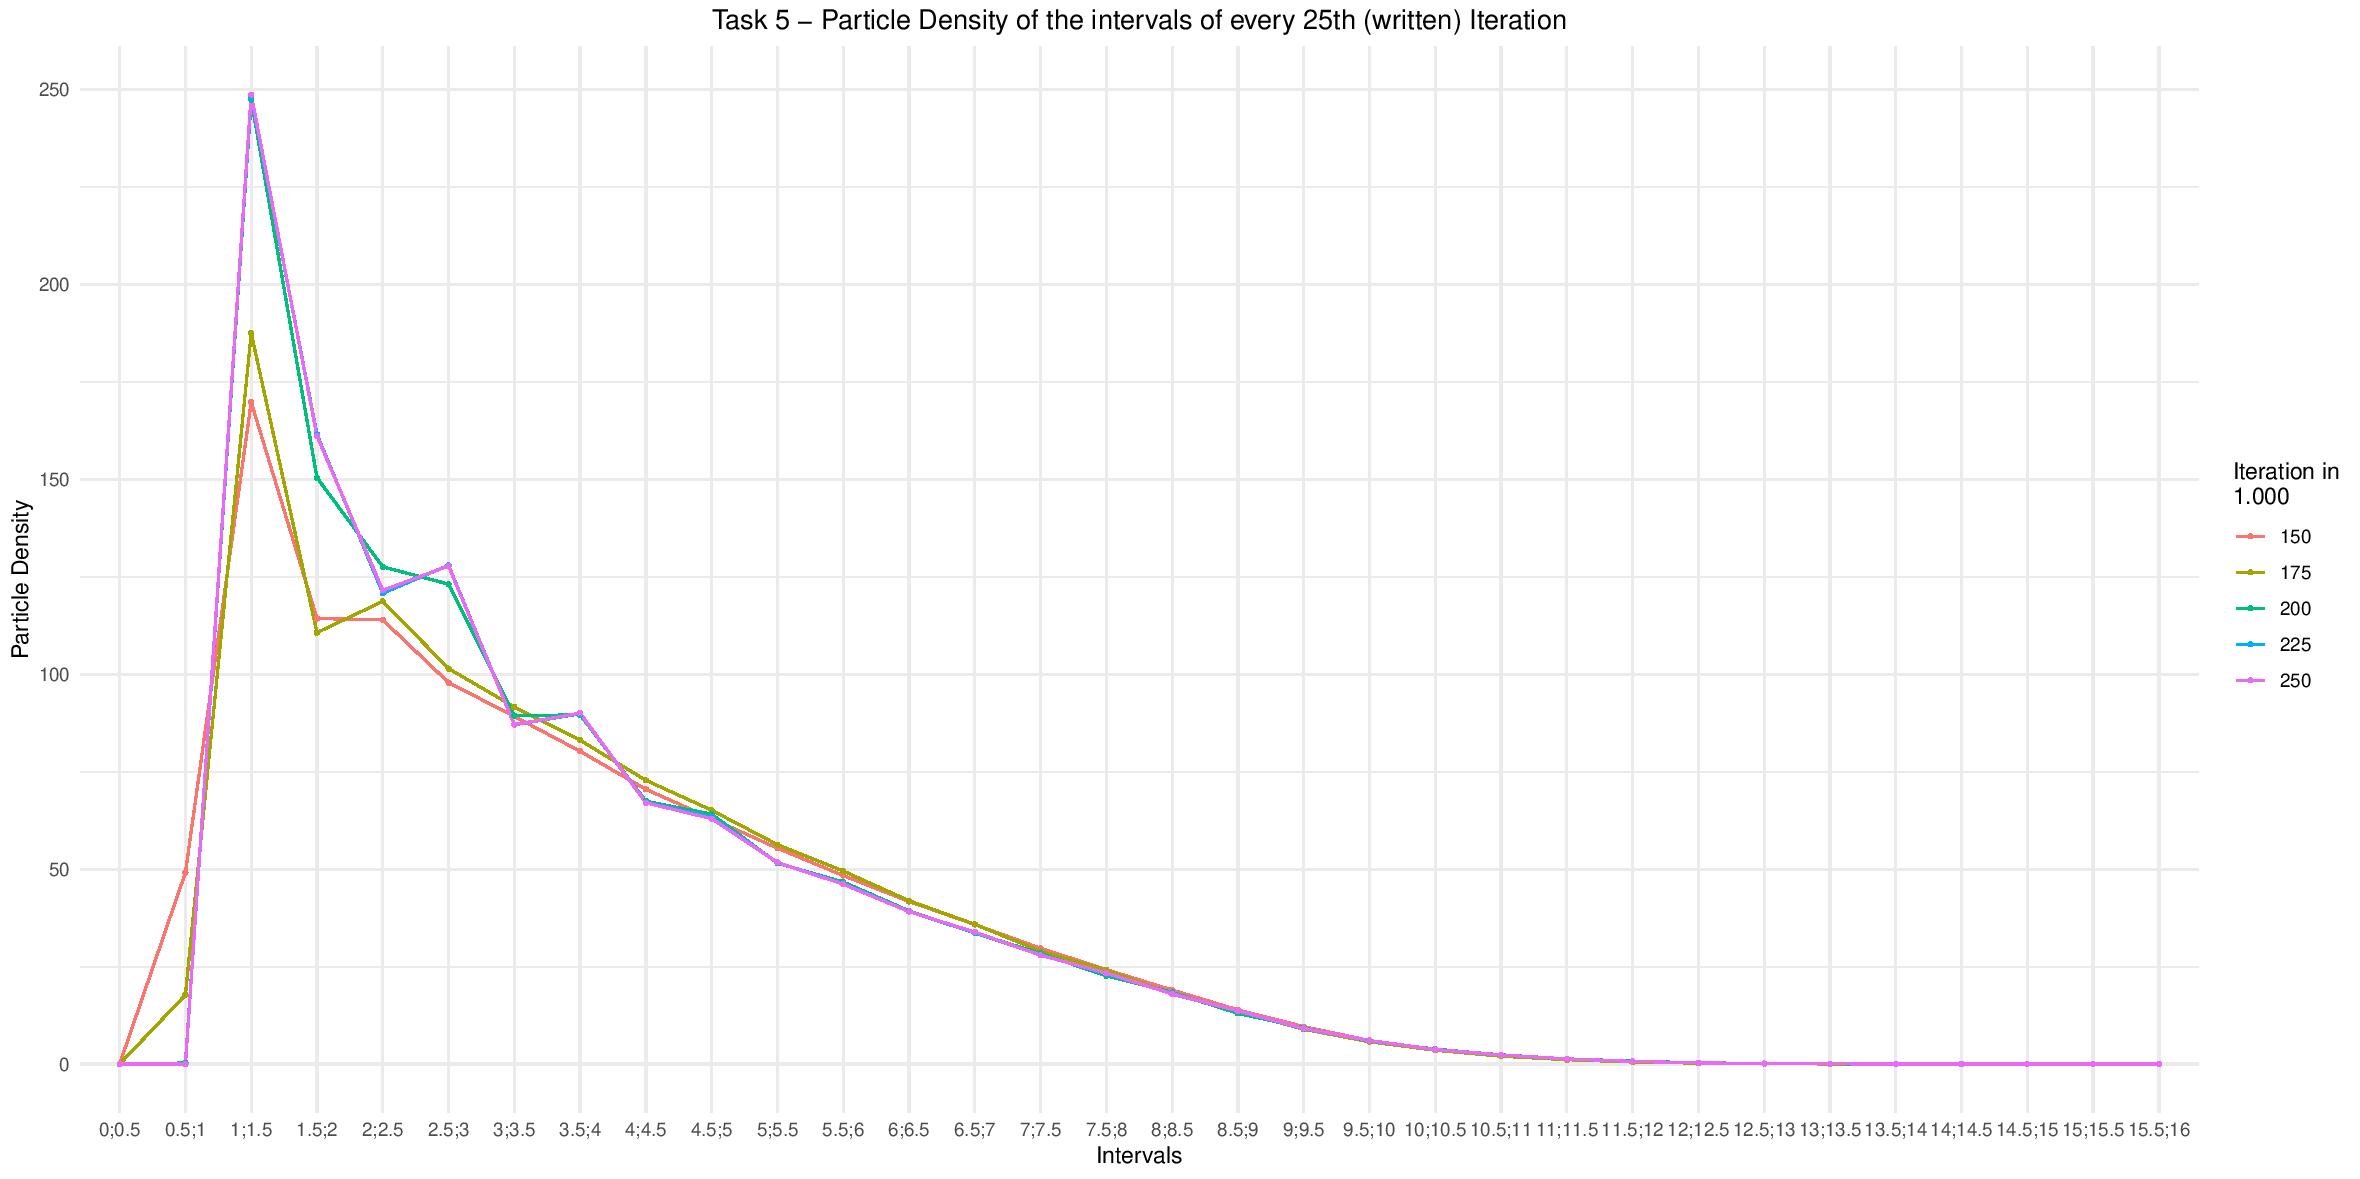 Task 5 – Particle Density of the intervals of every 25th (written) Iteration
Particle Density
250
200
150
100
50
0
0;0.5 0.5;1 1;1.5 1.5;2 2;2.5 2.5;3 3;3.5 3.5;4 4;4.5 4.5;5 5;5.5 5.5;6 6;6.5 6.5;7 7;7.5 7.5;8 8;8.5 8.5;9 9;9.5 9.5;10 10;10.5 10.5;11 11;11.5 11.5;12 12;12.5 12.5;13 13;13.5 13.5;14 14;14.5 14.5;15 15;15.5 15.5;16
Intervals
Iteration in
1.000
150
175
200
225
250